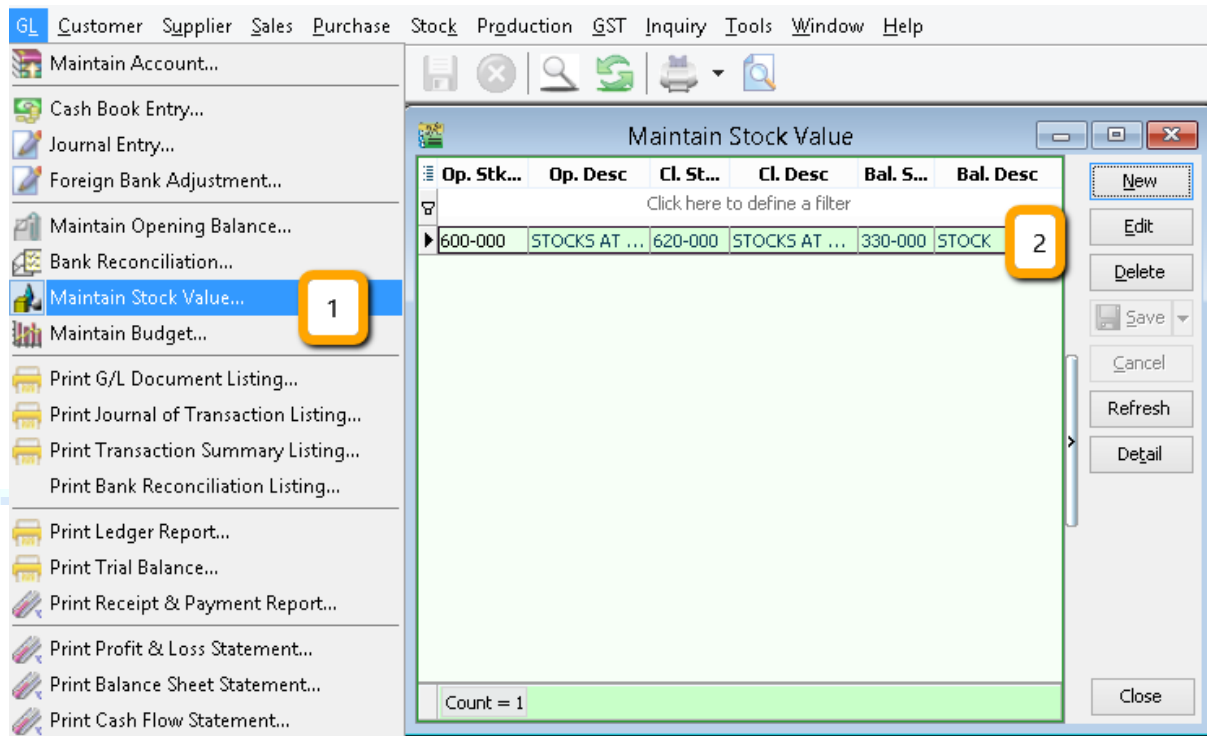 GL Customer Supplier Sales Purchase Stock Production GST Inquiry Tools Window Help
Maintain Account...
Cash Book Entry...
Journal Entry...
Foreign Bank Adjustment...
Maintain Opening Balance...
Bank Reconciliation...
Maintain Stock Value...
1
Maintain Budget...
Print G/L Document Listing...
Print Journal of Transaction Listing...
Print Transaction Summary Listing...
Print Bank Reconciliation Listing...
Print Ledger Report...
Print Trial Balance...
Print Receipt & Payment Report...
Print Profit & Loss Statement...
Print Balance Sheet Statement...
Print Cash Flow Statement...
Maintain Stock Value
Op. Stk... Op. Desc Cl. St... Cl. Desc Bal. S... Bal. Desc
Click here to define a filter
600-000 STOCKS AT ... 620-000 STOCKS AT ... 330-000 STOCK
2
Count = 1
New
Edit
Delete
Save
Cancel
Refresh
Detail
Close